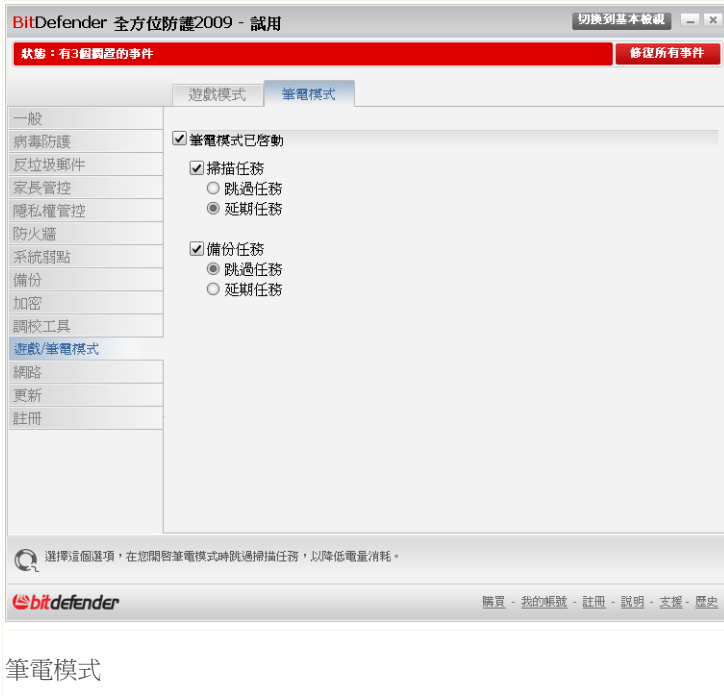 BitDefender 全方位防護2009 - 試用
切換到基本檢視
狀態：有3個擱置的事件
修復所有事件
遊戲模式
筆電模式
一般
病毒防護
反垃圾郵件
家長管控
隱私權管控
防火牆
系統弱點
備份
加密
調校工具
遊戲/筆電模式
網路
更新
註冊
筆電模式已啓動
掃描任務
跳過任務
延期任務
備份任務
跳過任務
延期任務
選擇這個選項，在您開啓筆電模式時跳過掃描任務，以降低電量消耗。
bitdefender
購買 - 我的帳號 - 註冊 - 說明 - 支援 - 歷史
筆電模式